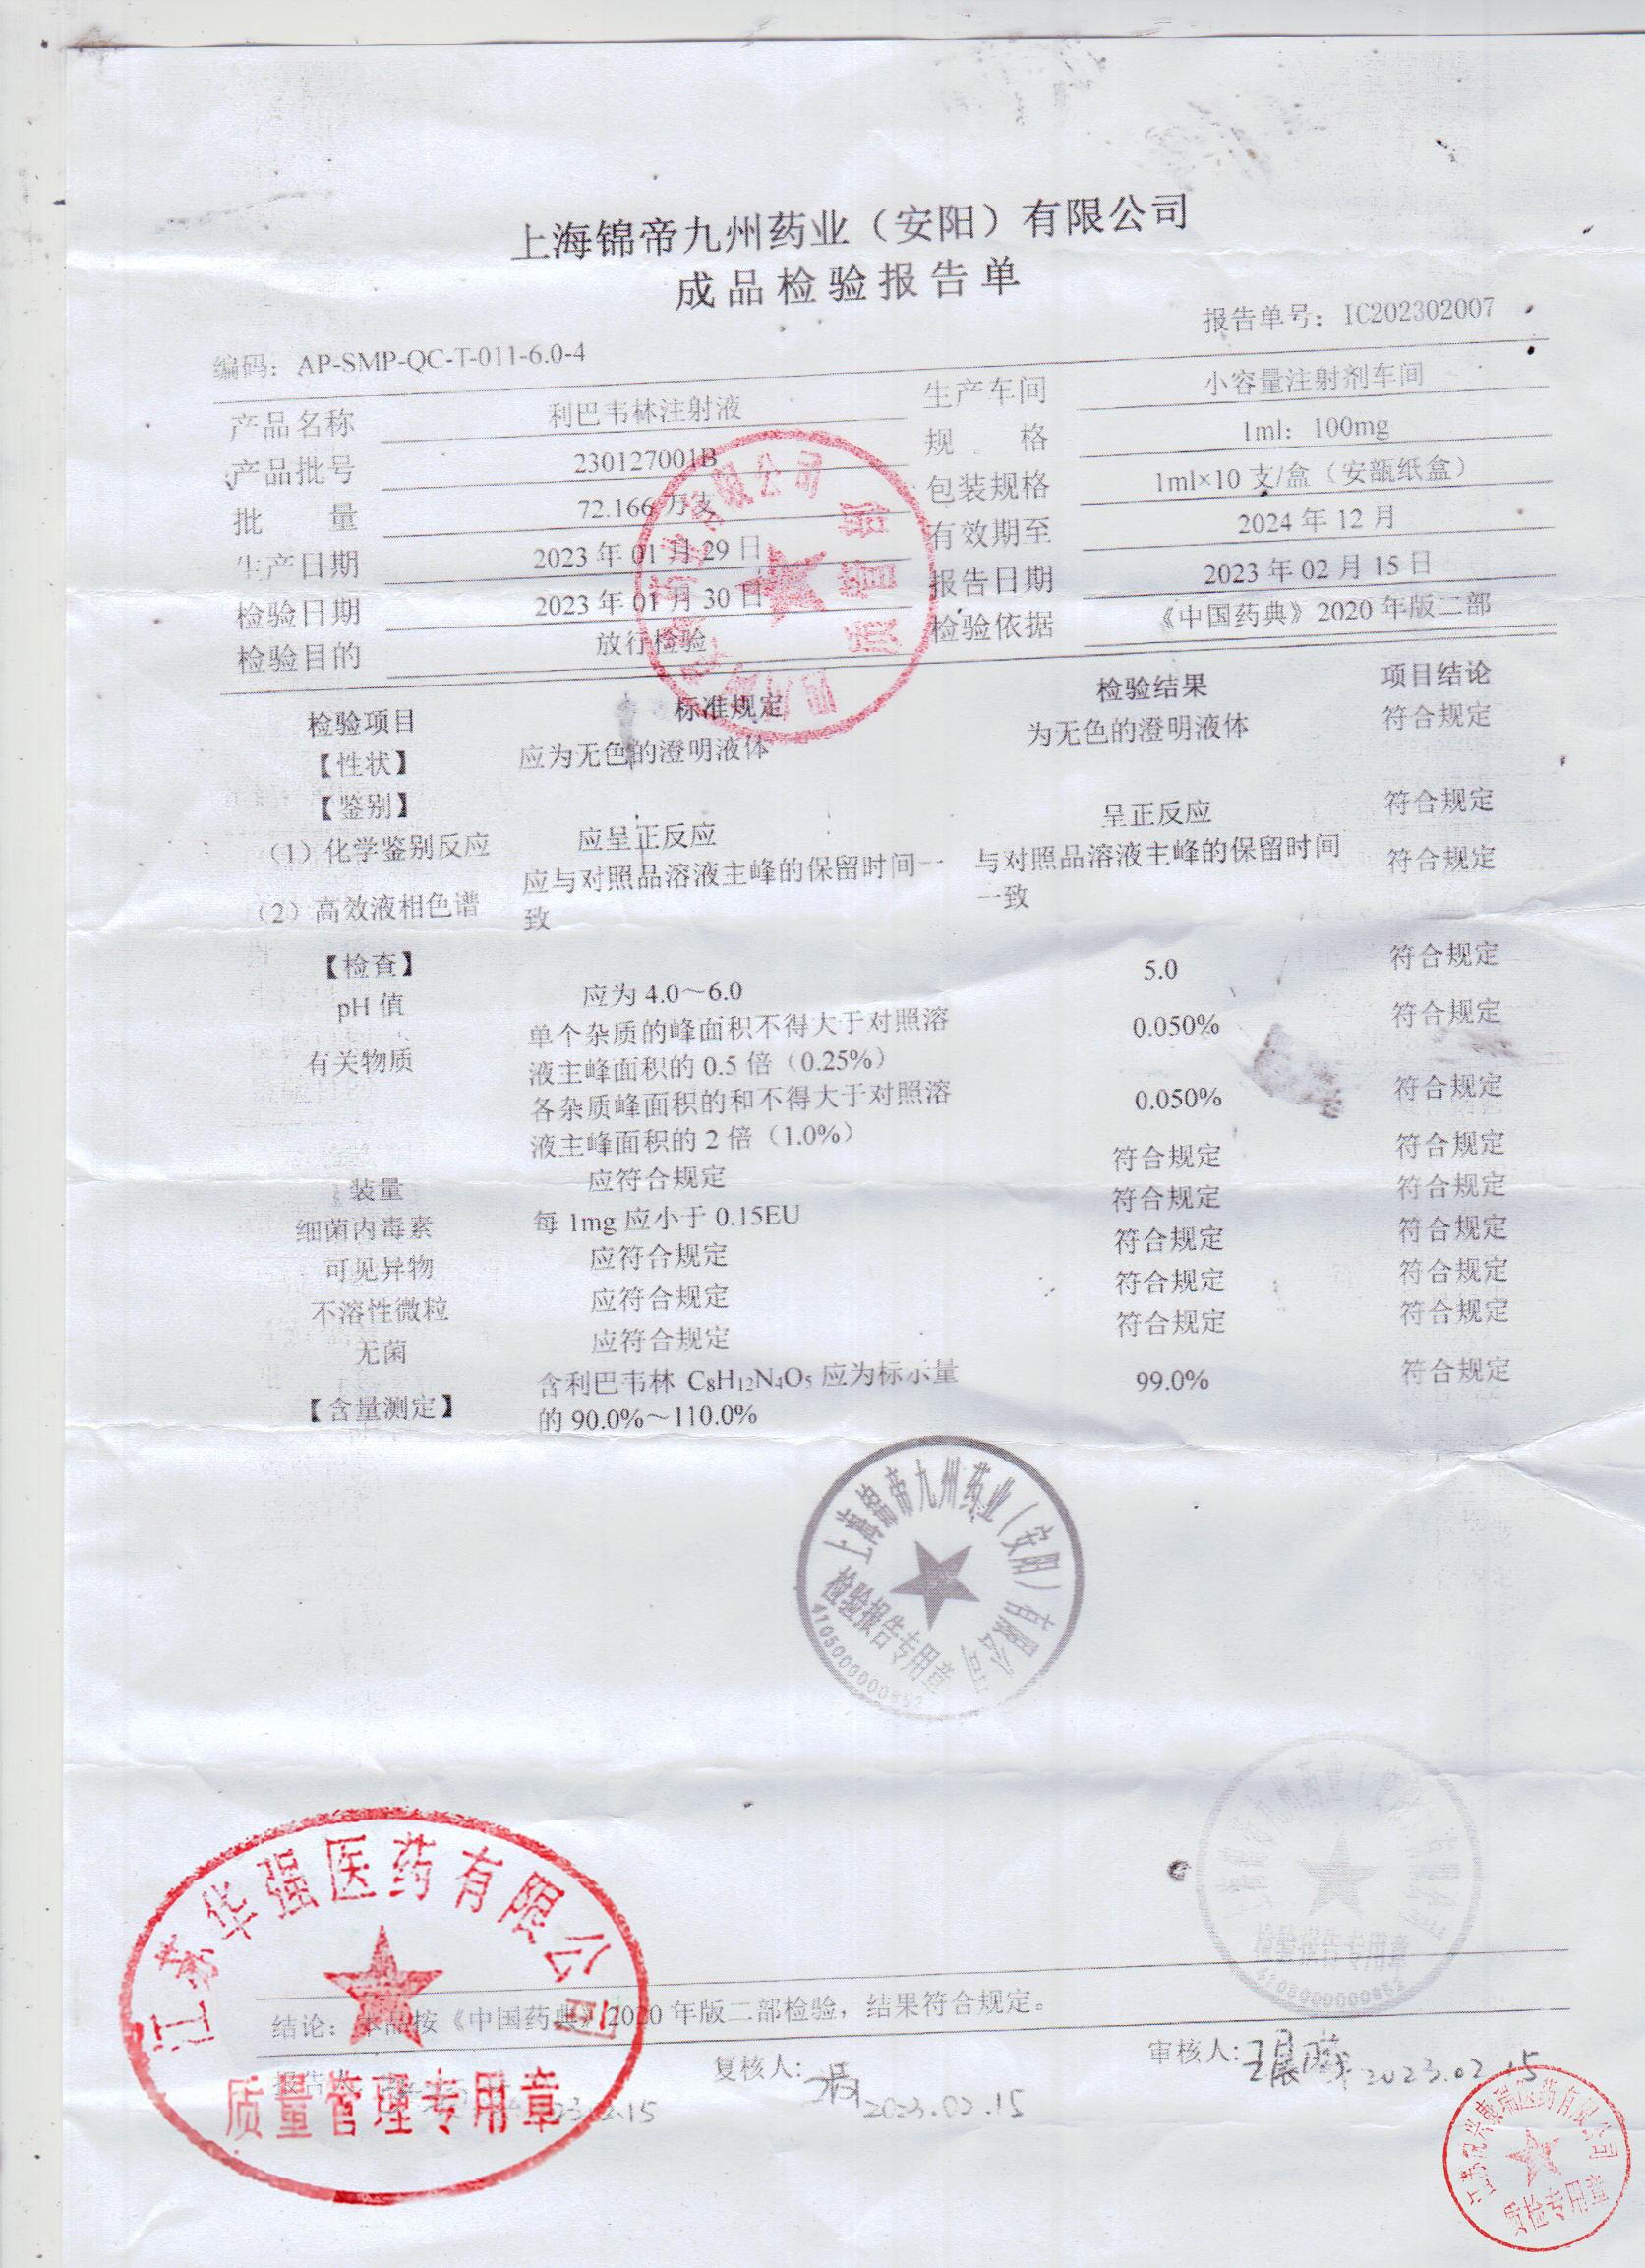 上海锦帝九州药业（安阳）有限公司
成品检验报告单
报告单号：IC202302007
编码：AP-SMP-QC-T-011-6.0-4
产品名称 利巴韦林注射液 生产车间 小容量注射剂车间
产品批号 230127001B 规格 1ml：100mg
批量 72.166万支 包装规格 1ml×10支/盒（安瓿纸盒）
生产日期 2023年01月29日 有效期至 2024年12月
检验日期 2023年01月30日 报告日期 2023年02月15日
检验目的 放行检验 检验依据 《中国药典》2020年版二部
检验项目 标准规定 检验结果 项目结论
【性状】 应为无色的澄明液体 为无色的澄明液体 符合规定
【鉴别】
（1）化学鉴别反应 应呈正反应 呈正反应 符合规定
（2）高效液相色谱 应与对照品溶液主峰的保留时间一 与对照品溶液主峰的保留时间 符合规定
致 一致
【检查】
pH值 应为4.0～6.0 5.0 符合规定
有关物质 单个杂质的峰面积不得大于对照溶 0.050% 符合规定
液主峰面积的0.5倍（0.25%）
各杂质峰面积的和不得大于对照溶 0.050% 符合规定
液主峰面积的2倍（1.0%）
装量 应符合规定 符合规定 符合规定
细菌内毒素 每1mg应小于0.15EU 符合规定 符合规定
可见异物 应符合规定 符合规定 符合规定
不溶性微粒 应符合规定 符合规定 符合规定
无菌 应符合规定 符合规定 符合规定
【含量测定】 含利巴韦林C8H12N4O5应为标示量 99.0% 符合规定
的90.0%～110.0%
上海锦帝九州药业（安阳）有限公司
检验报告专用章
4105000000852
检验报告专用章
江苏华强医药有限公司
质量管理专用章
结论：本品按《中国药典》2020年版二部检验，结果符合规定。
复核人： 2023.02.15
审核人： 2023.02.15